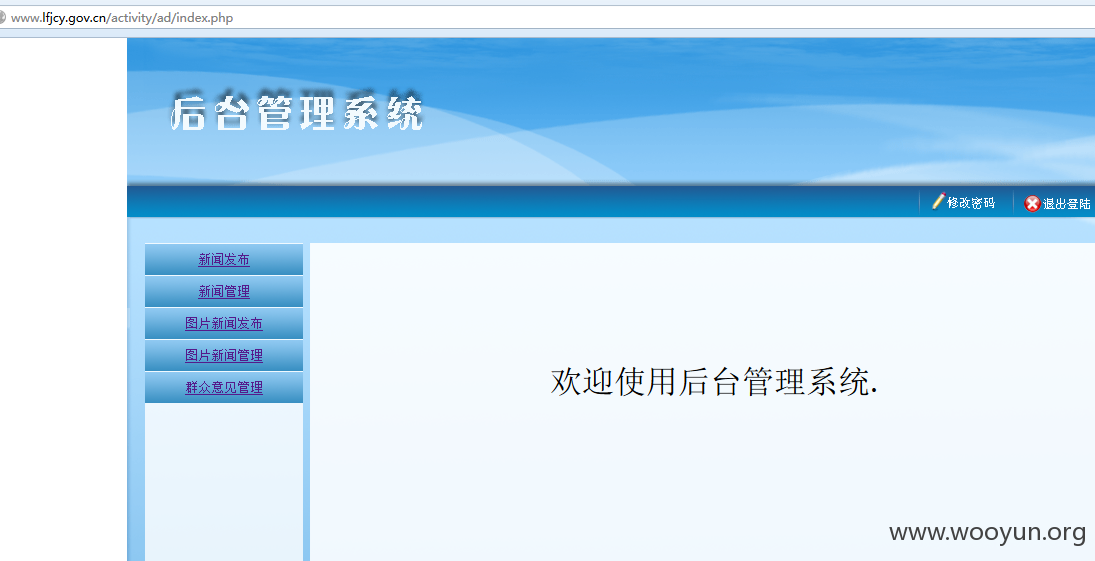 www.lfjcy.gov.cn/activity/ad/index.php
后台管理系统
修改密码
退出登陆
新闻发布
新闻管理
图片新闻发布
图片新闻管理
群众意见管理
欢迎使用后台管理系统.
www.wooyun.org